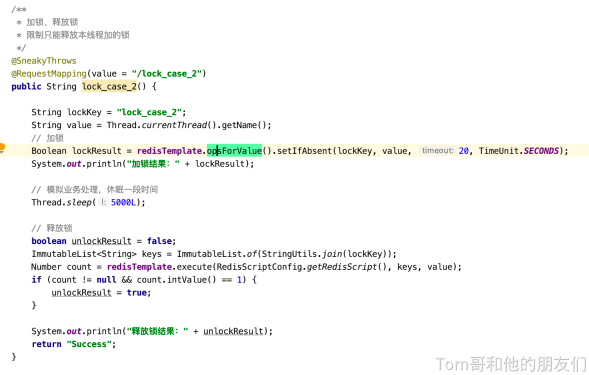 /**
 * 加锁、释放锁
 * 限制只能释放本线程加的锁
 */
@SneakyThrows
@RequestMapping(value = "/lock_case_2")
public String lock_case_2() {
String lockKey = "lock_case_2";
String value = Thread.currentThread().getName();
// 加锁
Boolean lockResult = redisTemplate.opsForValue().setIfAbsent(lockKey, value, timeout: 20, TimeUnit.SECONDS);
System.out.println("加锁结果：" + lockResult);
// 模拟业务处理，休眠一段时间
Thread.sleep( l: 5000L);
// 释放锁
boolean unlockResult = false;
ImmutableList<String> keys = ImmutableList.of(StringUtils.join(lockKey));
Number count = redisTemplate.execute(RedisScriptConfig.getRedisScript(), keys, value);
if (count != null && count.intValue() == 1) {
unlockResult = true;
}
System.out.println("释放锁结果：" + unlockResult);
return "Success";
}
Tom哥和他的朋友们